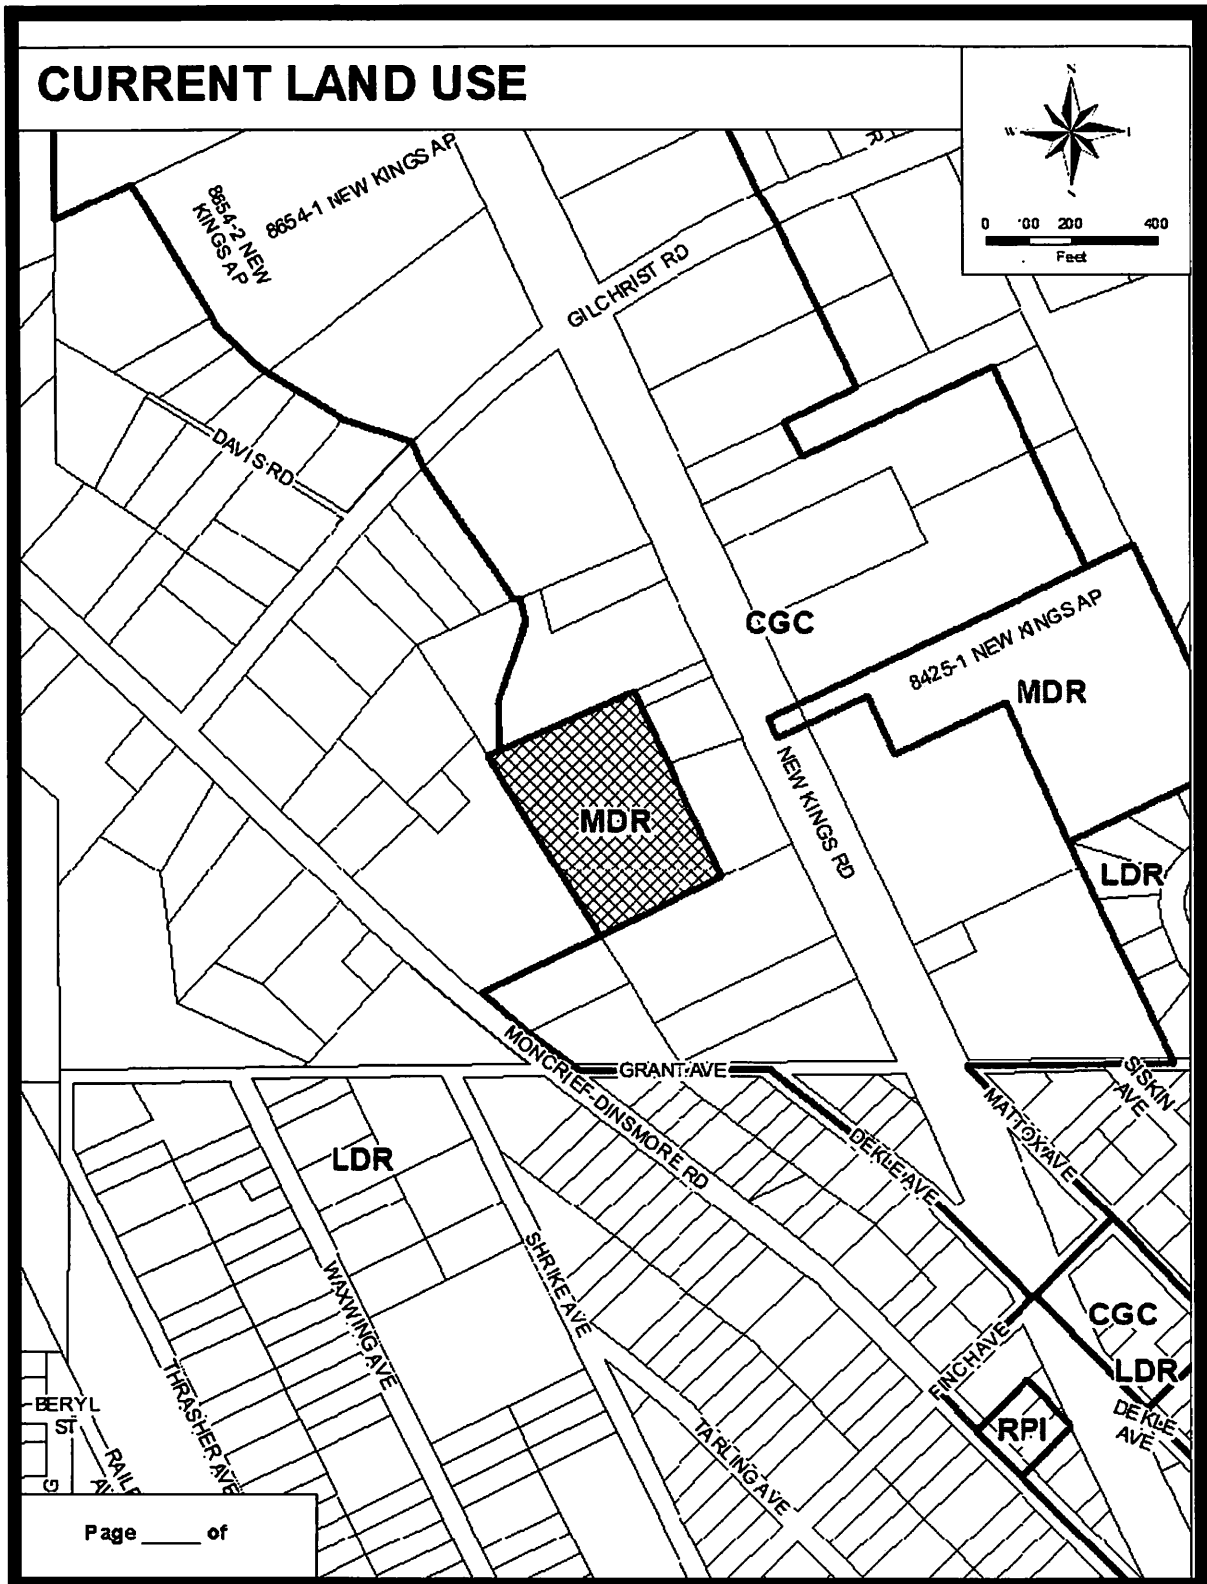 CURRENT LAND USE
N
W
0 100 200 400
Feet
8654-2 NEW
KINGS AP
8654-1 NEW KINGS AP
GILCHRIST RD
DAVIS RD
CGC
8425-1 NEW KINGS AP
MDR
NEW KINGS RD
MDR
LDR
MONCRIEF-DINSMORE RD
GRANT AVE
SISKIN
AVE
MATTOX AVE
DEKLE AVE
LDR
SHRIKE AVE
WAXWING AVE
CGC
THRASHER AVE
FINCH AVE
LDR
BERYL
ST
RPI
DEKLE
AVE
TARLING AVE
Page _____ of